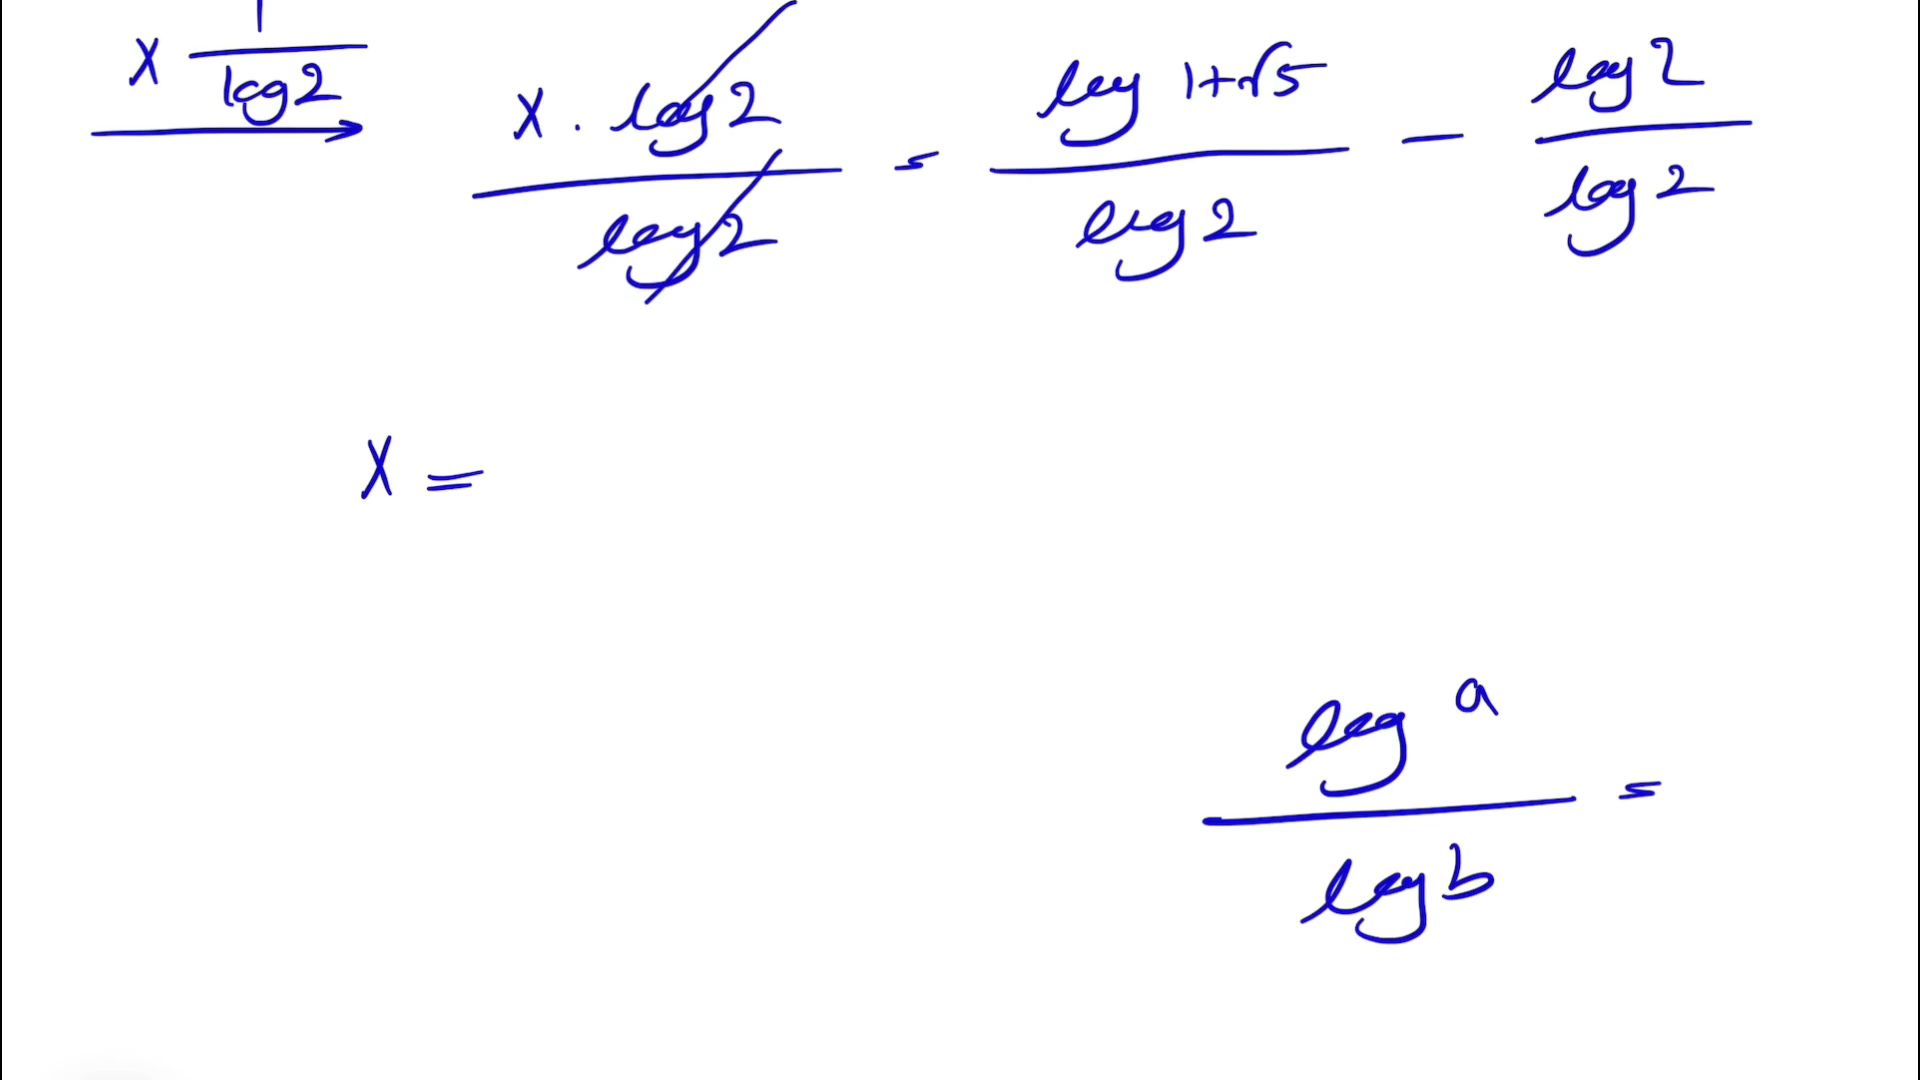 x 1/log2
x · log2/log2 = log 1+√5/log2 − log2/log2
x =
log a/log b =